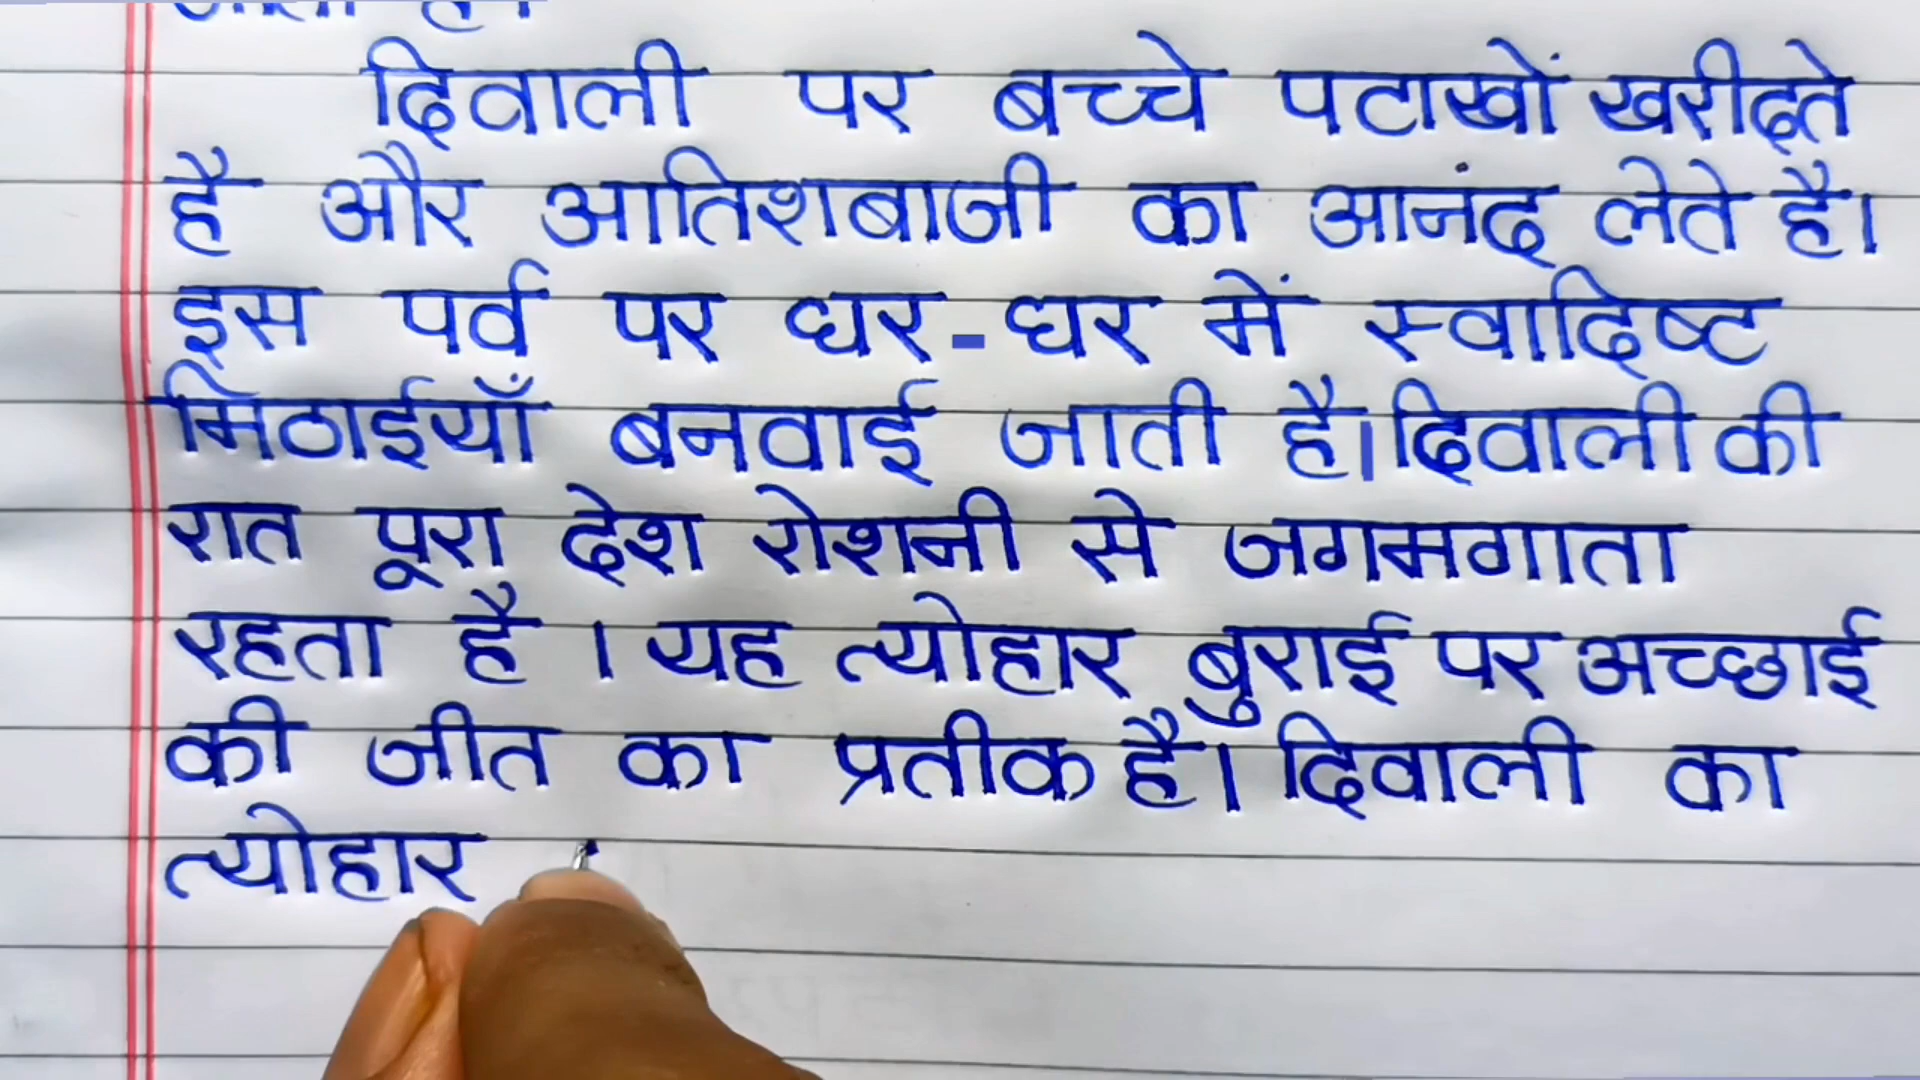 दिवाली पर बच्चे पटाखों खरीदते
है और आतिशबाजी का आनंद लेते है।
इस पर्व पर घर-घर में स्वादिष्ट
मिठाईयाँ बनवाई जाती है। दिवाली की
रात पूरा देश रोशनी से जगमगाता
रहता है । यह त्योहार बुराई पर अच्छाई
की जीत का प्रतीक है। दिवाली का
त्योहार